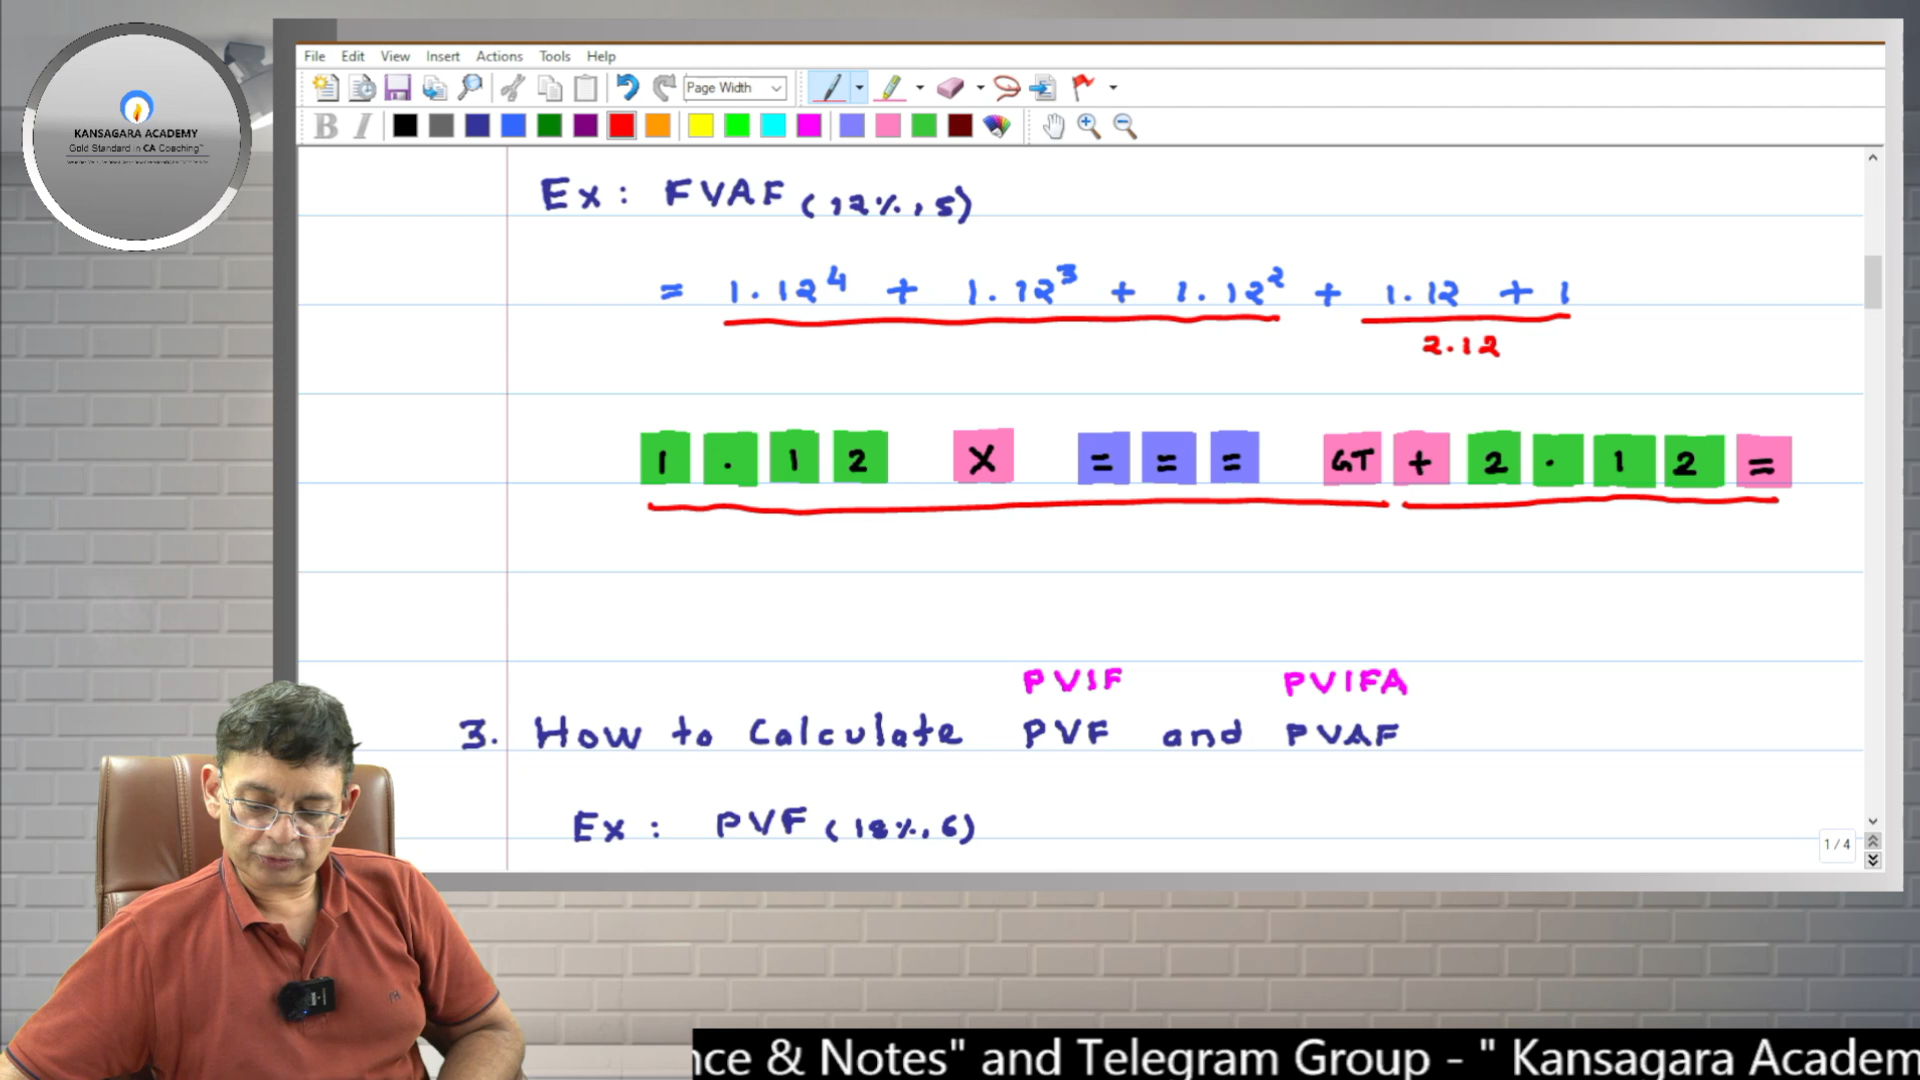 KANSAGARA ACADEMY
Gold Standard in CA Coaching™
File Edit View Insert Actions Tools Help
Page Width
B I
Ex: FVAF (12%, 5)
= 1.12⁴ + 1.12³ + 1.12² + 1.12 + 1
2.12
1 . 1 2 X = = = GT + 2 . 1 2 =
PVIF PVIFA
3. How to Calculate PVF and PVAF
Ex : PVF (18%, 6)
1 / 4
nce & Notes" and Telegram Group - " Kansagara Academ